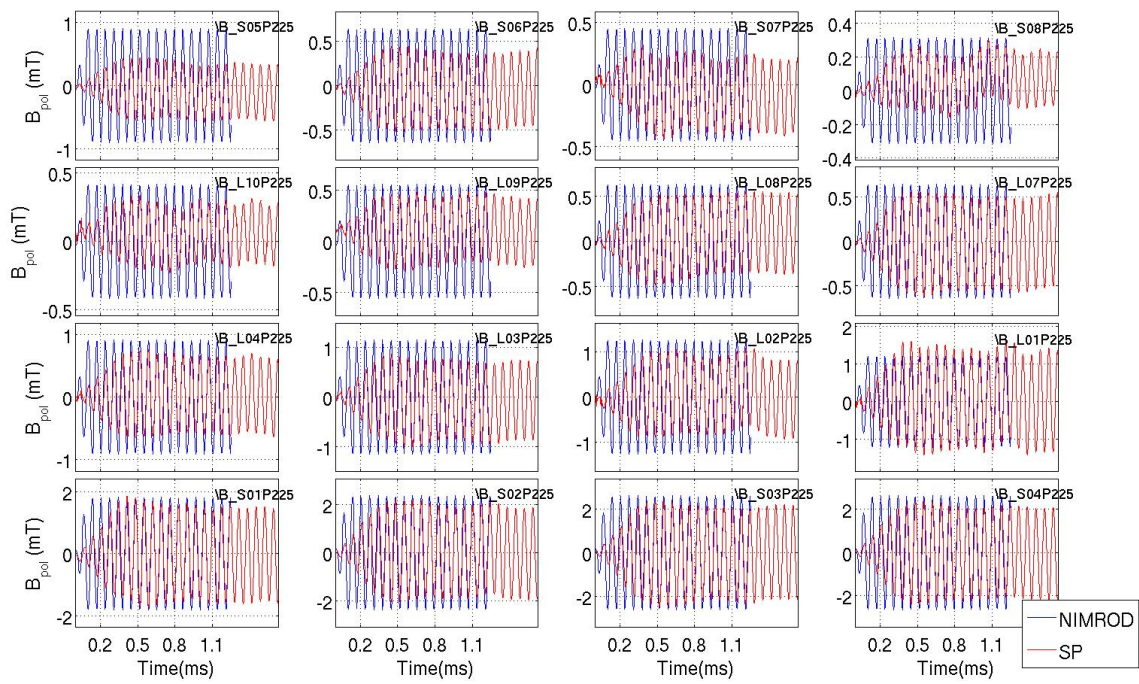 \B_S05P225
\B_S06P225
\B_S07P225
\B_S08P225
B_pol (mT)
1
0
-1
0.5
0
-0.5
0.5
0
-0.5
0.4
0.2
0
-0.2
-0.4
\B_L10P225
\B_L09P225
\B_L08P225
\B_L07P225
B_pol (mT)
0.5
0
-0.5
0.5
0
-0.5
0.5
0
-0.5
0.5
0
-0.5
\B_L04P225
\B_L03P225
\B_L02P225
\B_L01P225
B_pol (mT)
1
0
-1
1
0
-1
1
0
-1
2
1
0
-1
\B_S01P225
\B_S02P225
\B_S03P225
\B_S04P225
B_pol (mT)
2
0
-2
2
0
-2
2
0
-2
2
0
-2
0.2 0.5 0.8 1.1
0.2 0.5 0.8 1.1
0.2 0.5 0.8 1.1
0.2 0.5 0.8 1.1
Time(ms)
Time(ms)
Time(ms)
Time(ms)
NIMROD
SP